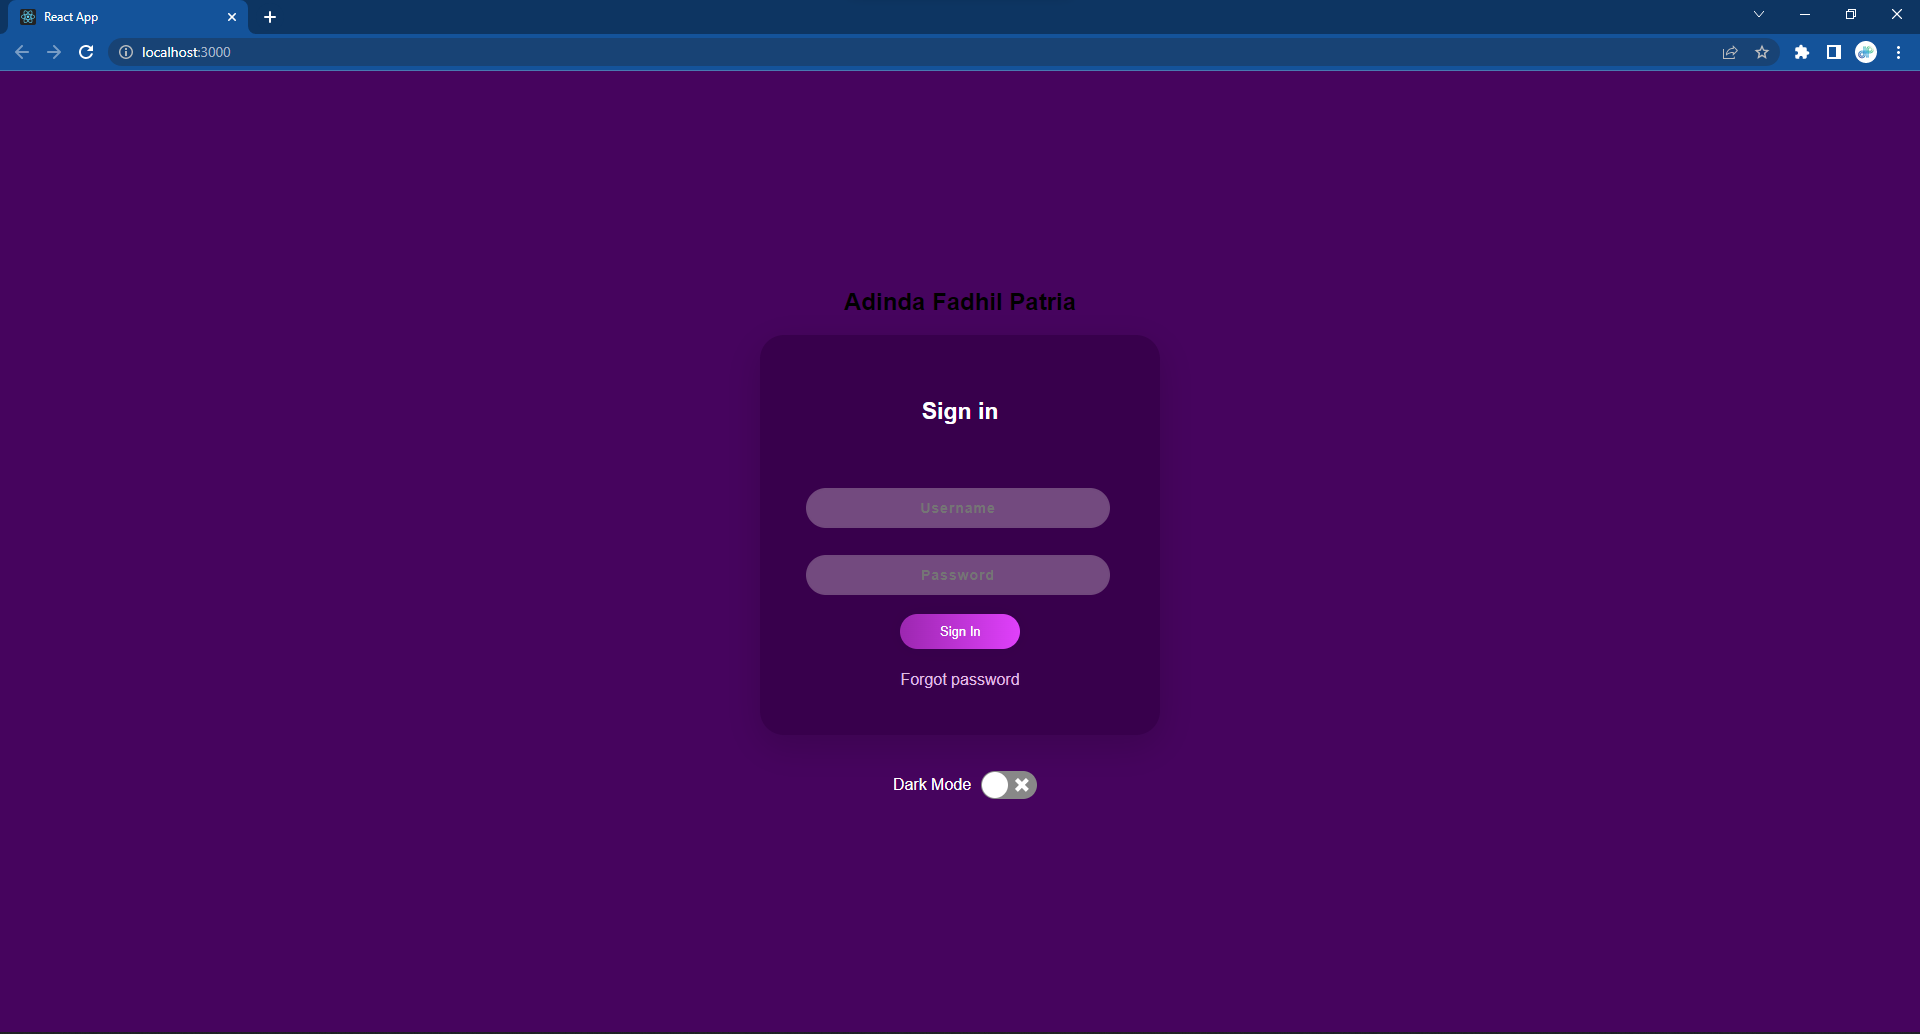 React App
localhost:3000
Adinda Fadhil Patria
Sign in
Username
Password
Sign In
Forgot password
Dark Mode